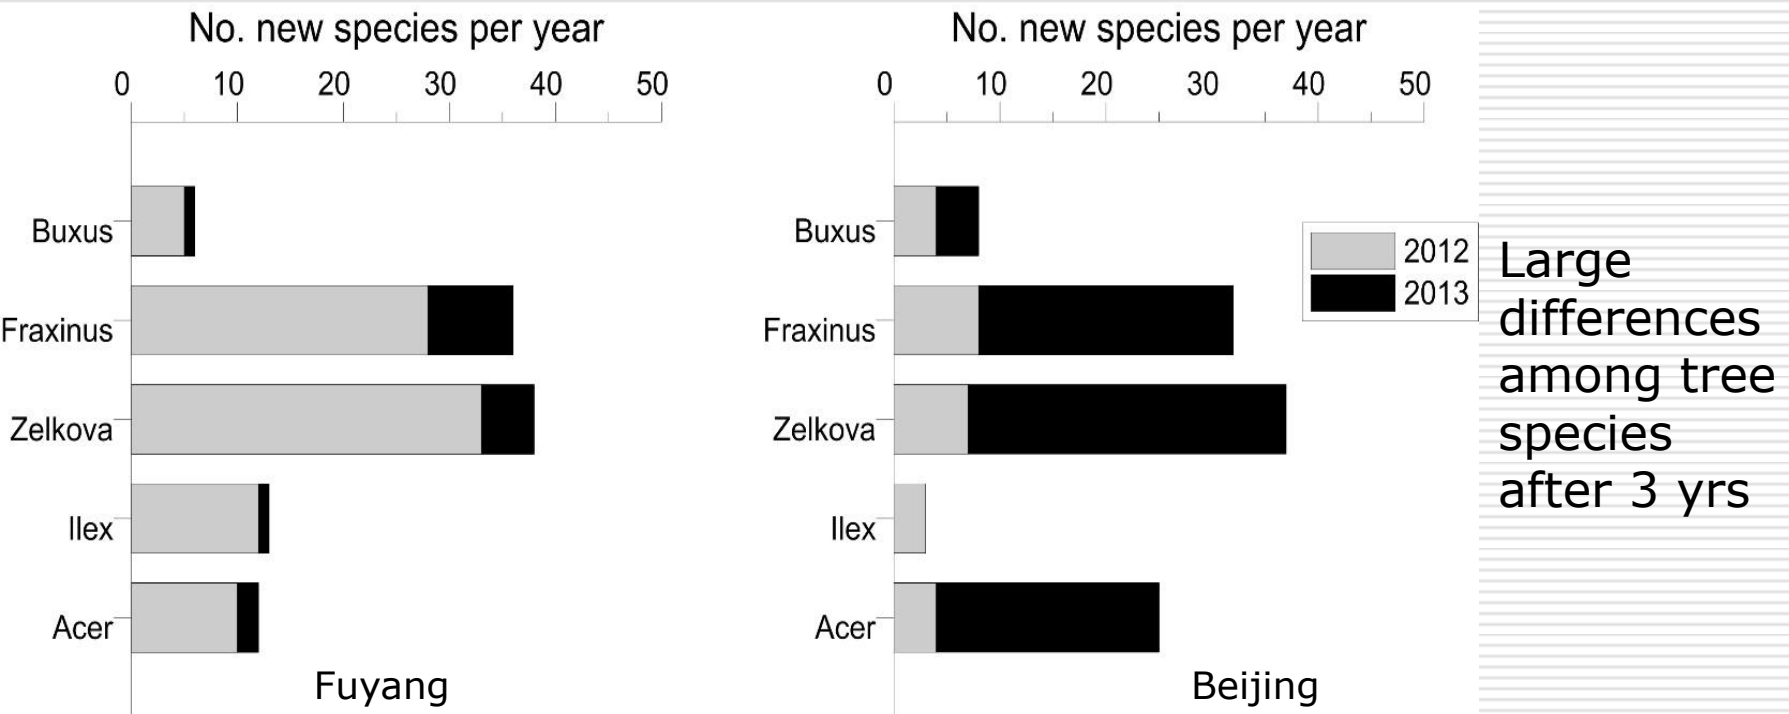 No. new species per year
0 10 20 30 40 50
Buxus
Fraxinus
Zelkova
Ilex
Acer
Fuyang
No. new species per year
0 10 20 30 40 50
Buxus
Fraxinus
Zelkova
Ilex
Acer
Beijing
2012
2013
Large
differences
among tree
species
after 3 yrs